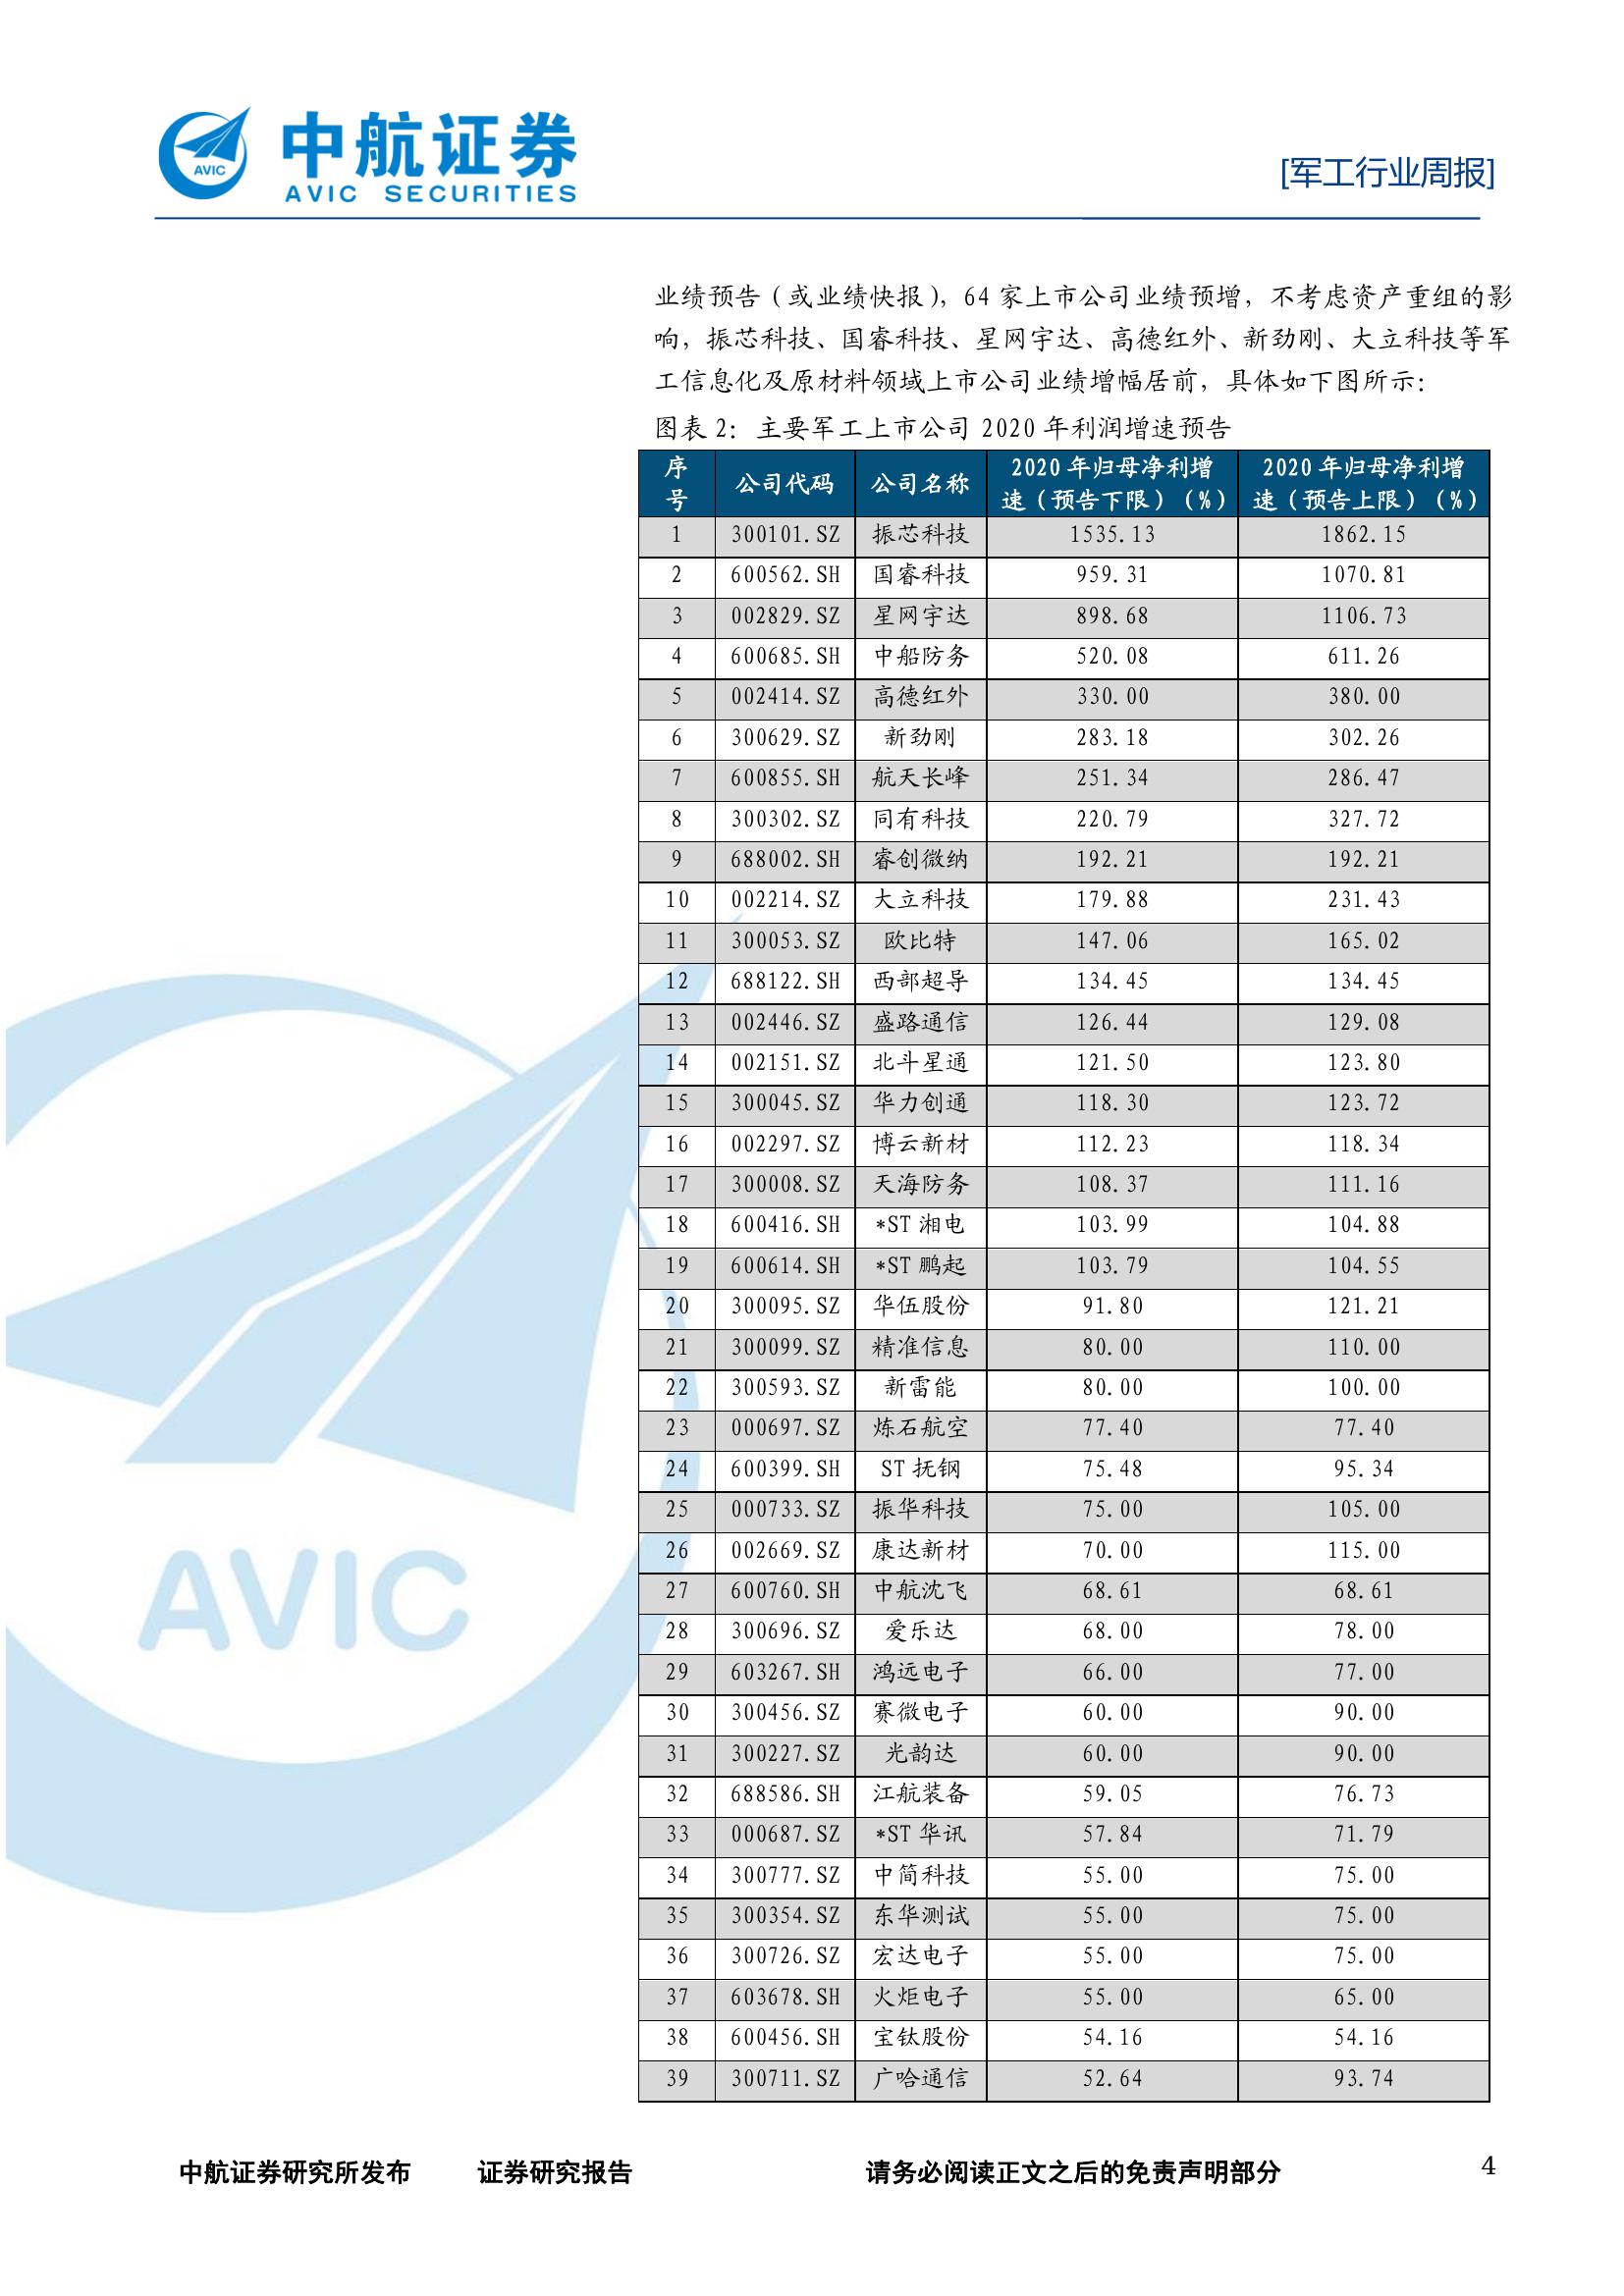 中航证券
AVIC SECURITIES
AVIC
[军工行业周报]
业绩预告（或业绩快报），64 家上市公司业绩预增，不考虑资产重组的影
响，振芯科技、国睿科技、星网宇达、高德红外、新劲刚、大立科技等军
工信息化及原材料领域上市公司业绩增幅居前，具体如下图所示：
图表 2：主要军工上市公司 2020 年利润增速预告
序号 公司代码 公司名称 2020 年归母净利增速（预告下限）（%） 2020 年归母净利增速（预告上限）（%）
1 300101.SZ 振芯科技 1535.13 1862.15
2 600562.SH 国睿科技 959.31 1070.81
3 002829.SZ 星网宇达 898.68 1106.73
4 600685.SH 中船防务 520.08 611.26
5 002414.SZ 高德红外 330.00 380.00
6 300629.SZ 新劲刚 283.18 302.26
7 600855.SH 航天长峰 251.34 286.47
8 300302.SZ 同有科技 220.79 327.72
9 688002.SH 睿创微纳 192.21 192.21
10 002214.SZ 大立科技 179.88 231.43
11 300053.SZ 欧比特 147.06 165.02
12 688122.SH 西部超导 134.45 134.45
13 002446.SZ 盛路通信 126.44 129.08
14 002151.SZ 北斗星通 121.50 123.80
15 300045.SZ 华力创通 118.30 123.72
16 002297.SZ 博云新材 112.23 118.34
17 300008.SZ 天海防务 108.37 111.16
18 600416.SH *ST 湘电 103.99 104.88
19 600614.SH *ST 鹏起 103.79 104.55
20 300095.SZ 华伍股份 91.80 121.21
21 300099.SZ 精准信息 80.00 110.00
22 300593.SZ 新雷能 80.00 100.00
23 000697.SZ 炼石航空 77.40 77.40
24 600399.SH ST 抚钢 75.48 95.34
25 000733.SZ 振华科技 75.00 105.00
26 002669.SZ 康达新材 70.00 115.00
27 600760.SH 中航沈飞 68.61 68.61
28 300696.SZ 爱乐达 68.00 78.00
29 603267.SH 鸿远电子 66.00 77.00
30 300456.SZ 赛微电子 60.00 90.00
31 300227.SZ 光韵达 60.00 90.00
32 688586.SH 江航装备 59.05 76.73
33 000687.SZ *ST 华讯 57.84 71.79
34 300777.SZ 中简科技 55.00 75.00
35 300354.SZ 东华测试 55.00 75.00
36 300726.SZ 宏达电子 55.00 75.00
37 603678.SH 火炬电子 55.00 65.00
38 600456.SH 宝钛股份 54.16 54.16
39 300711.SZ 广哈通信 52.64 93.74
AVIC
中航证券研究所发布 证券研究报告 请务必阅读正文之后的免责声明部分 4